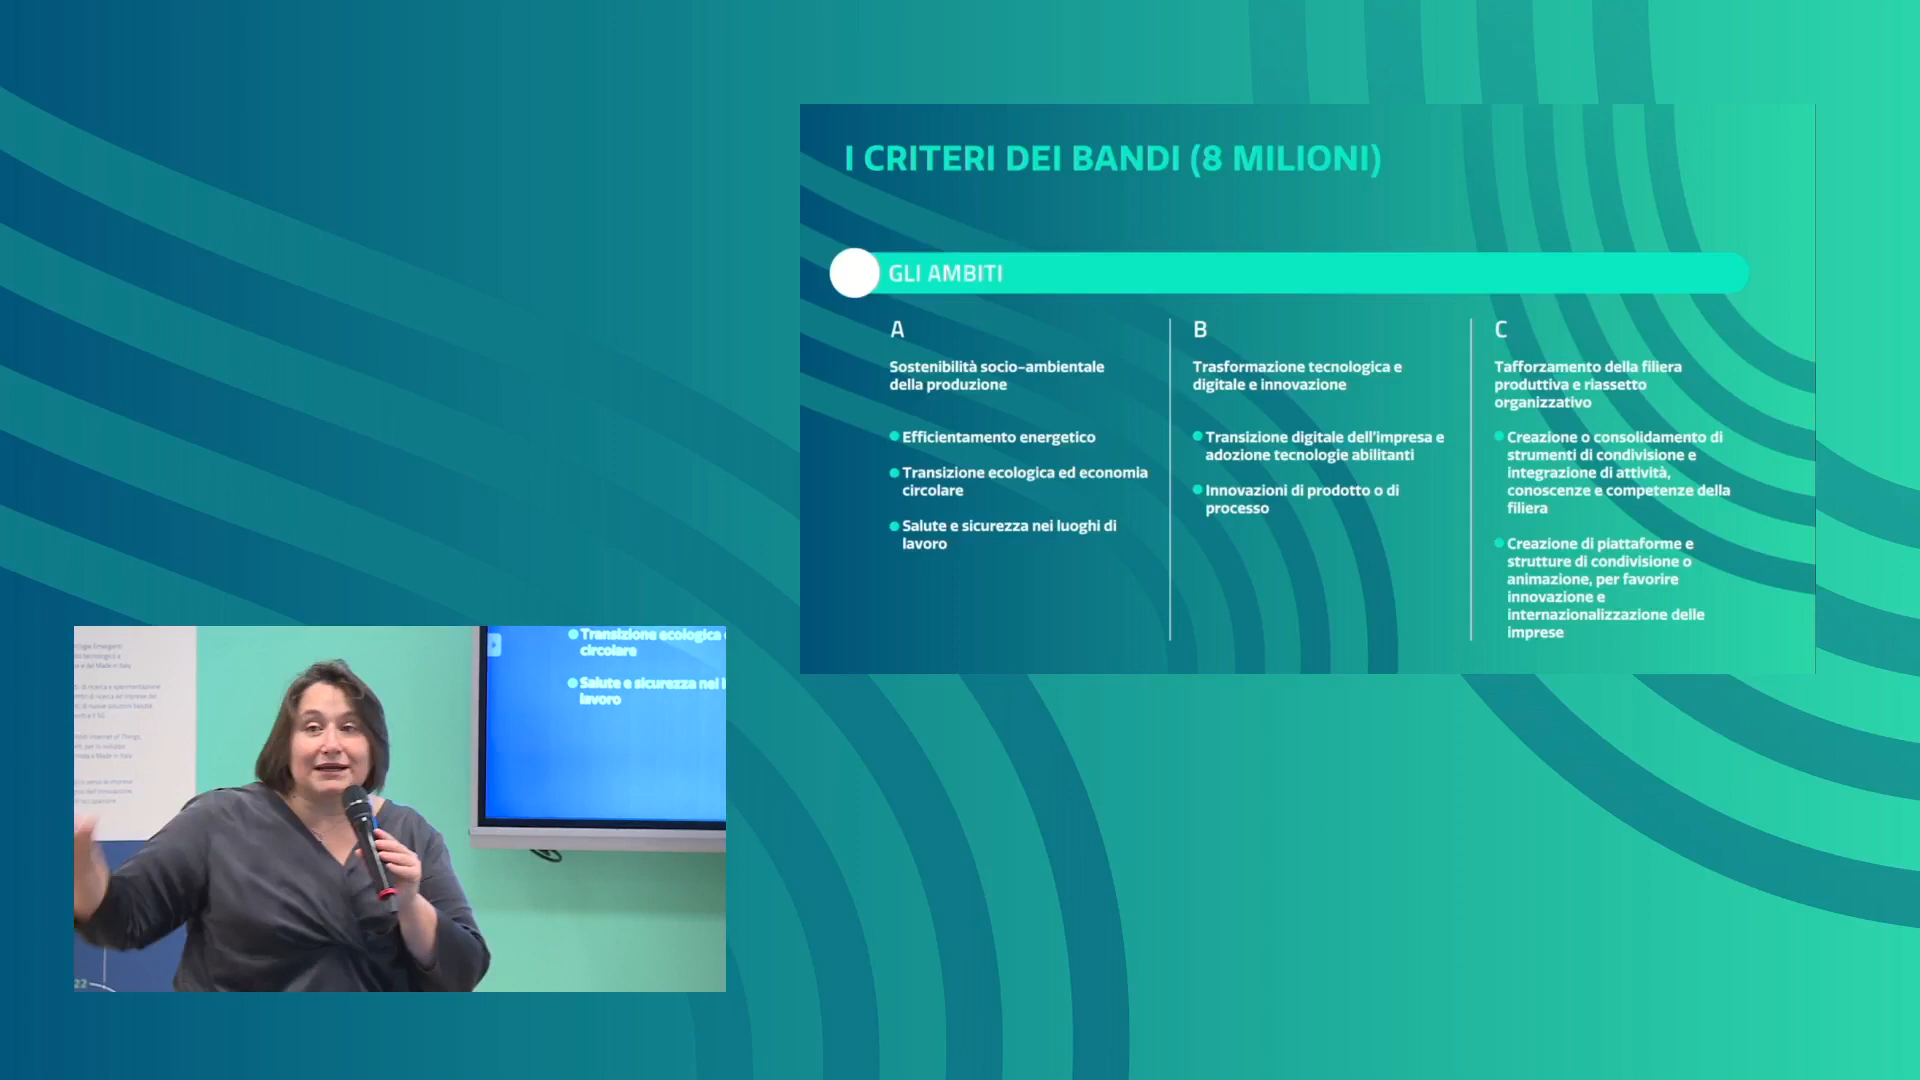 I CRITERI DEI BANDI (8 MILIONI)
GLI AMBITI
A
Sostenibilità socio-ambientale
della produzione
Efficientamento energetico
Transizione ecologica ed economia
circolare
Salute e sicurezza nei luoghi di
lavoro
B
Trasformazione tecnologica e
digitale e innovazione
Transizione digitale dell'impresa e
adozione tecnologie abilitanti
Innovazioni di prodotto o di
processo
C
Tafforzamento della filiera
produttiva e riassetto
organizzativo
Creazione o consolidamento di
strumenti di condivisione e
integrazione di attività,
conoscenze e competenze della
filiera
Creazione di piattaforme e
strutture di condivisione o
animazione, per favorire
innovazione e
internazionalizzazione delle
imprese
Transizione ecologica
circolare
Salute e sicurezza nei
lavoro
22